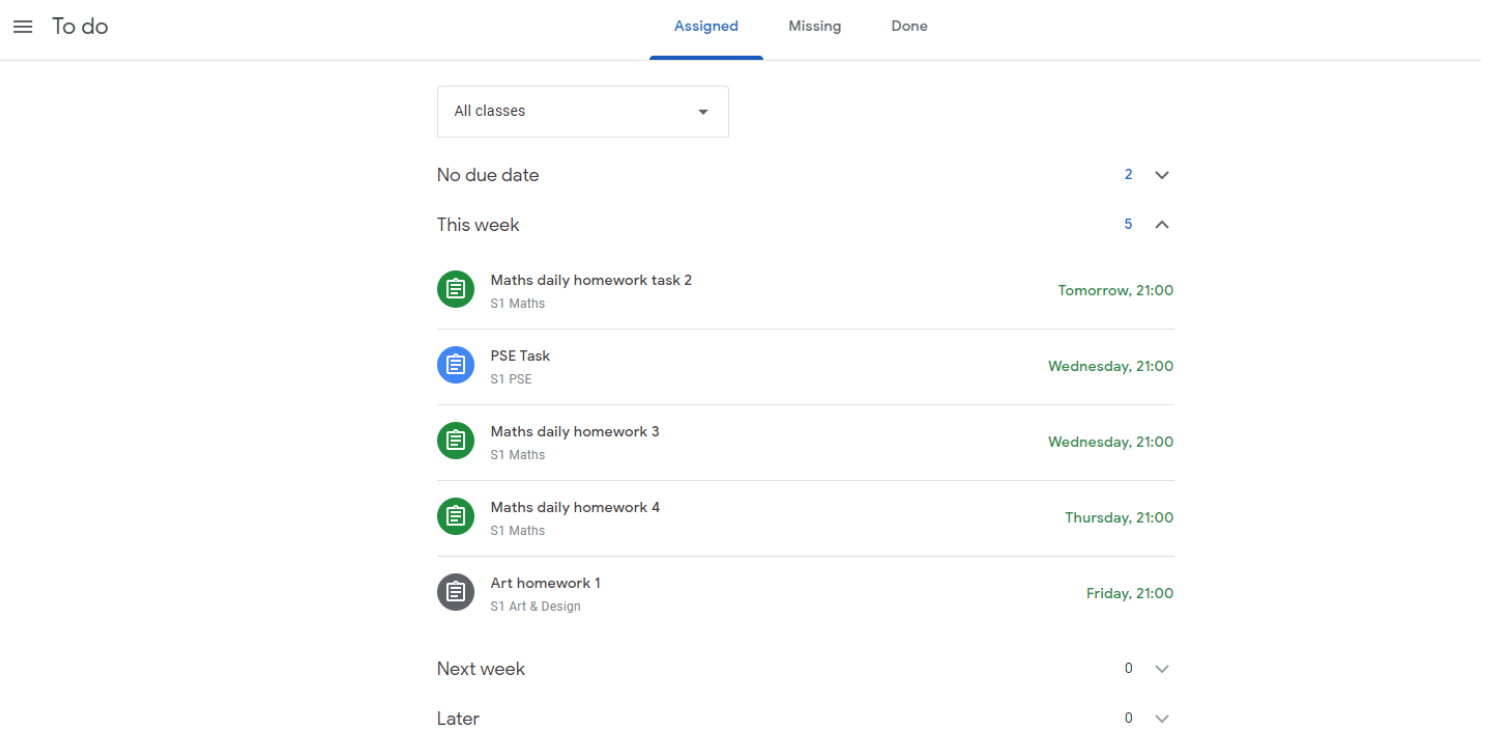 To do
Assigned Missing Done
All classes
No due date 2
This week 5
Maths daily homework task 2
S1 Maths
Tomorrow, 21:00
PSE Task
S1 PSE
Wednesday, 21:00
Maths daily homework 3
S1 Maths
Wednesday, 21:00
Maths daily homework 4
S1 Maths
Thursday, 21:00
Art homework 1
S1 Art & Design
Friday, 21:00
Next week 0
Later 0